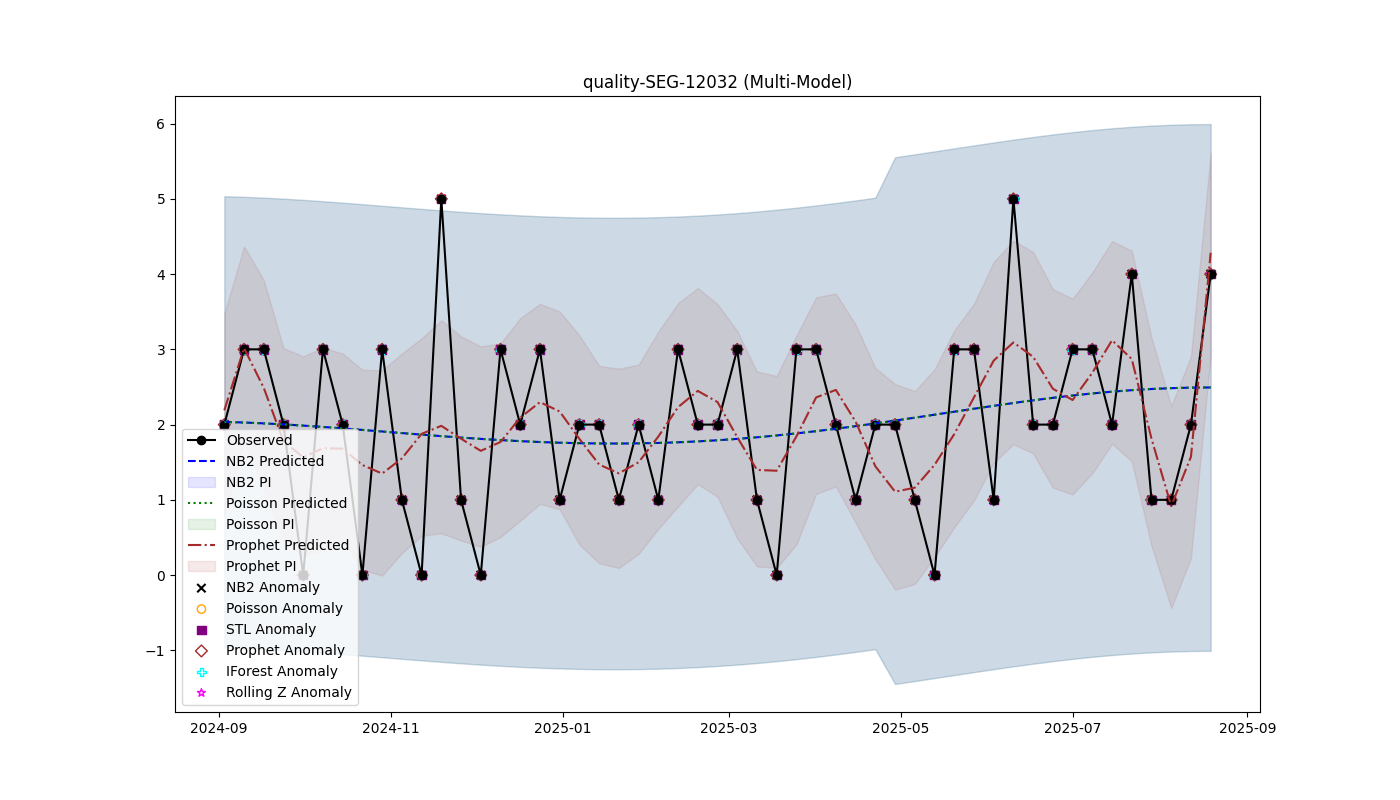 quality-SEG-12032 (Multi-Model)
6
5
4
3
2
1
0
−1
Observed
NB2 Predicted
NB2 PI
Poisson Predicted
Poisson PI
Prophet Predicted
Prophet PI
NB2 Anomaly
Poisson Anomaly
STL Anomaly
Prophet Anomaly
IForest Anomaly
Rolling Z Anomaly
2024-09 2024-11 2025-01 2025-03 2025-05 2025-07 2025-09